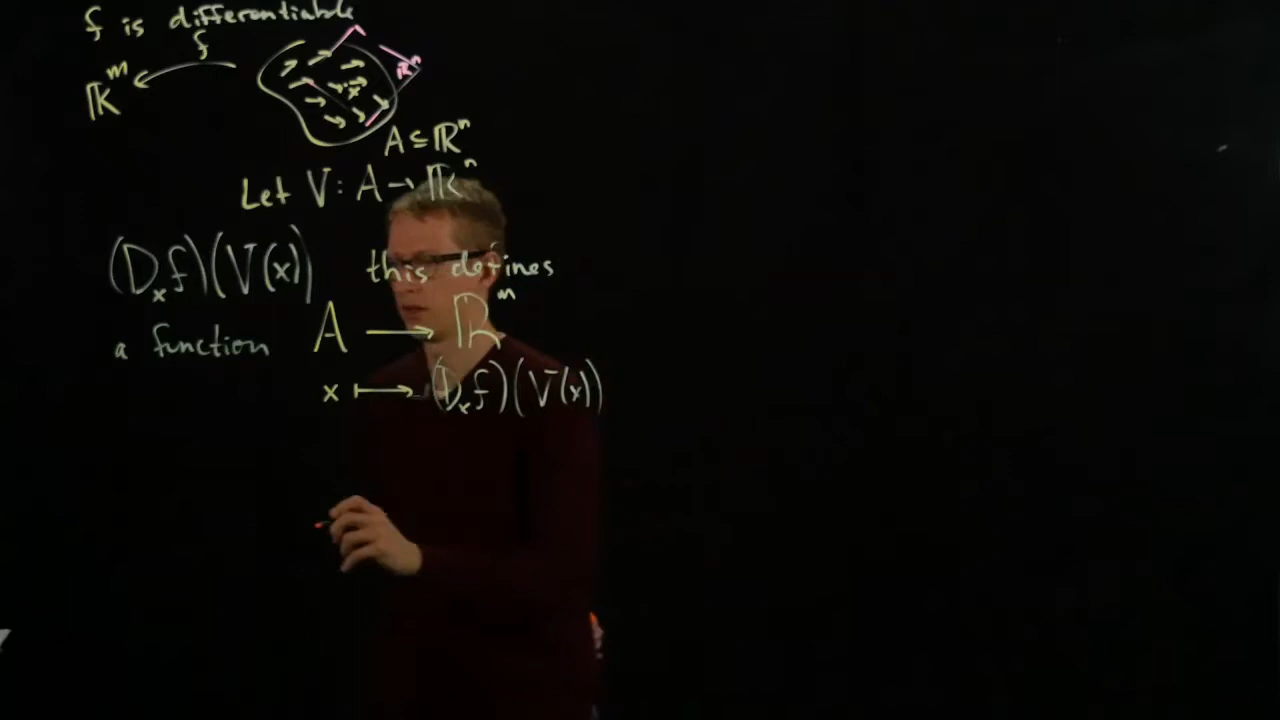 f is differentiable
f
ℝᵐ
ℝⁿ
x
A ⊆ ℝⁿ
Let V: A → ℝⁿ
(Dₓf)(V(x)) this defines
a function A ⟶ ℝᵐ
x ⟼ (Dₓf)(V(x))